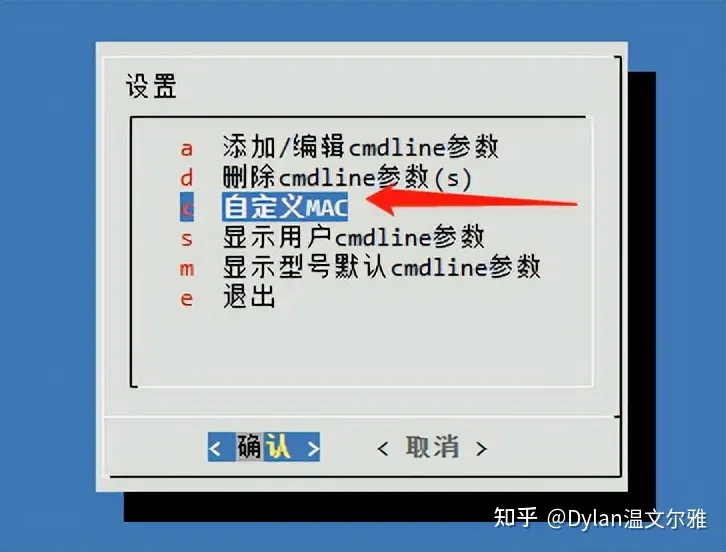 设置
a 添加/编辑cmdline参数
d 删除cmdline参数(s)
c 自定义MAC
s 显示用户cmdline参数
m 显示型号默认cmdline参数
e 退出
< 确认 > < 取消 >
知乎 @Dylan温文尔雅